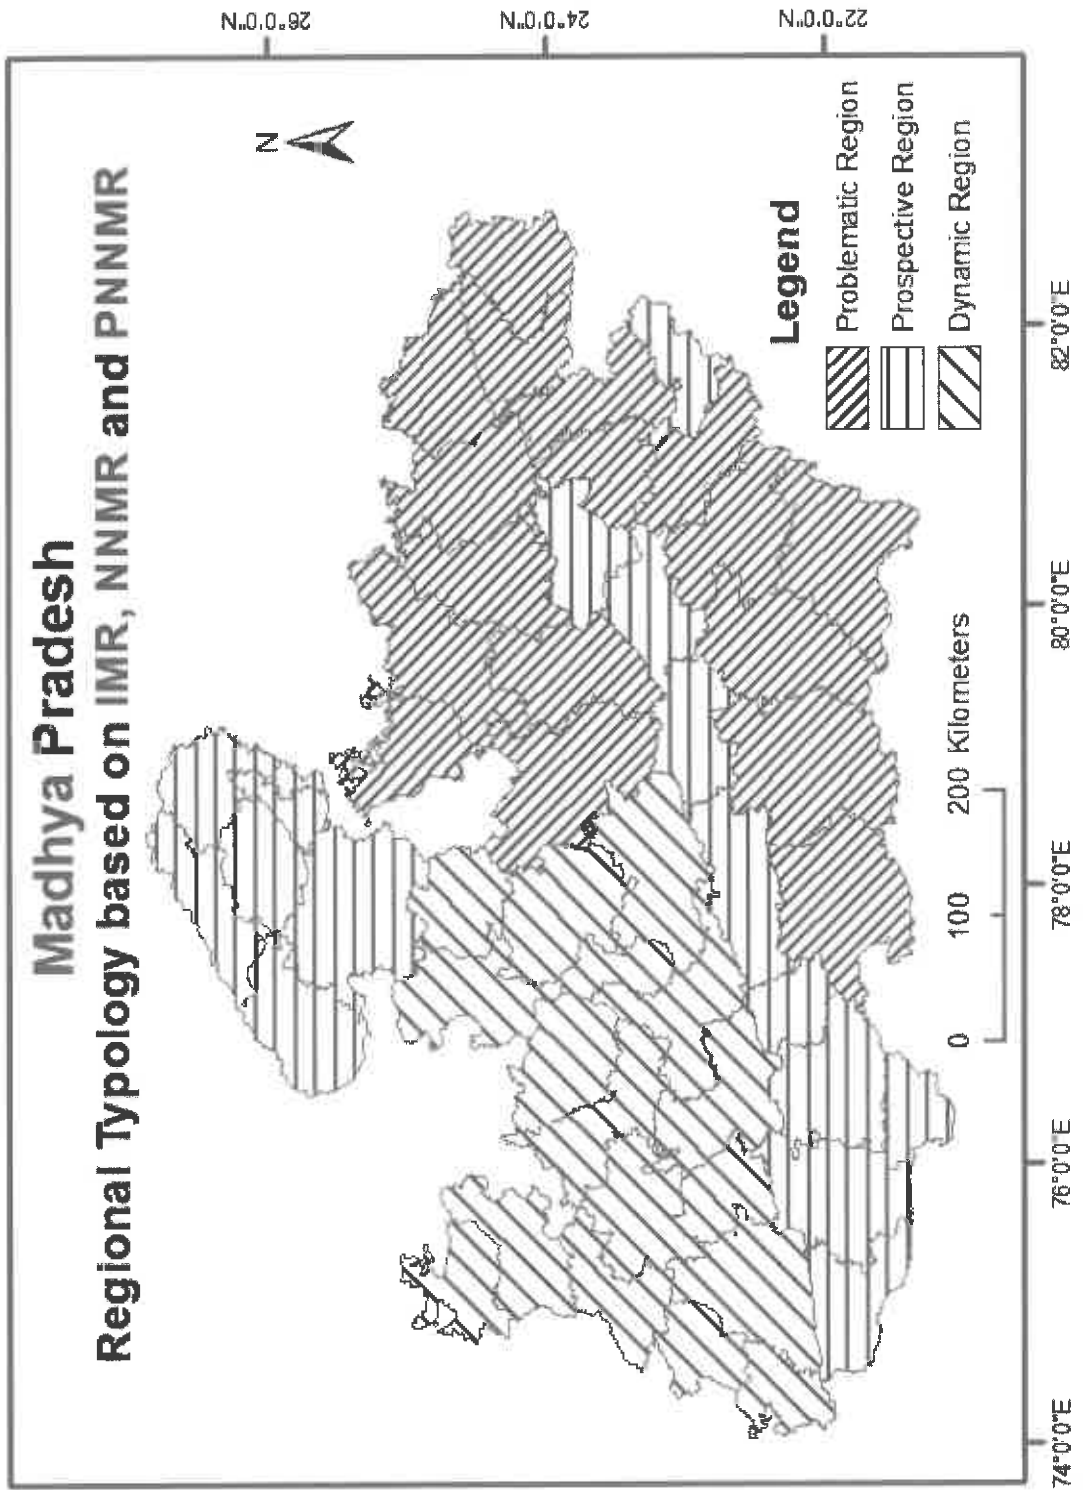 Madhya Pradesh
Regional Typology based on IMR, NNMR and PNNMR
N
26°0'0"N
24°0'0"N
22°0'0"N
Legend
Problematic Region
Prospective Region
Dynamic Region
0 100 200 Kilometers
74°0'0"E 76°0'0"E 78°0'0"E 80°0'0"E 82°0'0"E